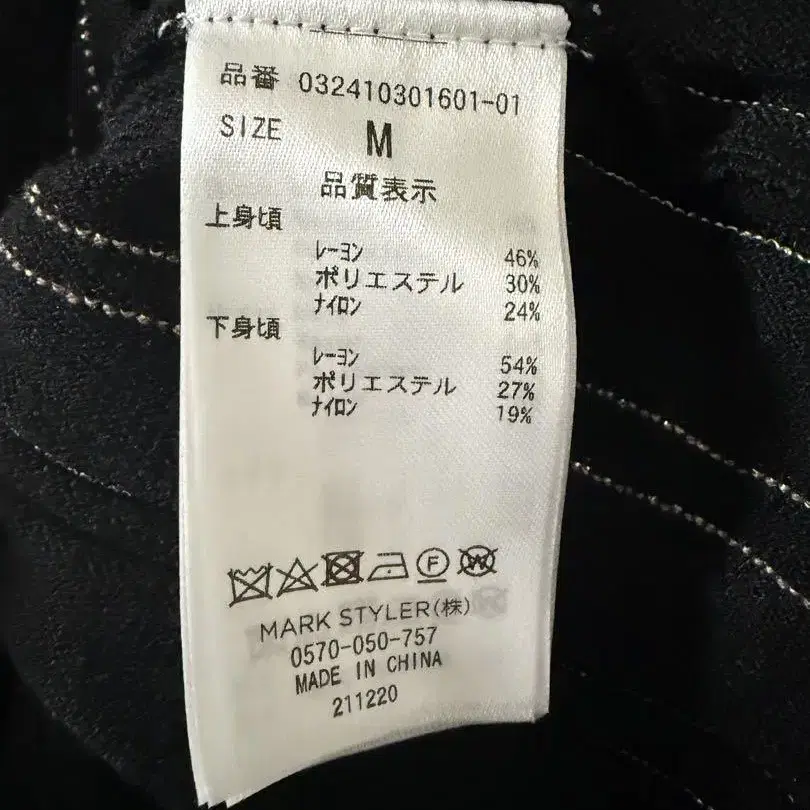 品番 032410301601-01
SIZE M
品質表示
上身頃
レーヨン 46%
ポリエステル 30%
ナイロン 24%
下身頃
レーヨン 54%
ポリエステル 27%
ナイロン 19%
F W
MARK STYLER(株)
0570-050-757
MADE IN CHINA
211220